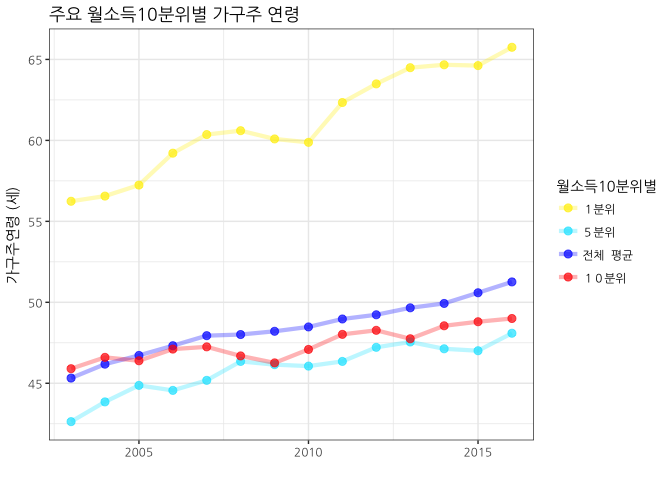 주요 월소득10분위별 가구주 연령
가구주연령 (세)
65
60
55
50
45
2005
2010
2015
월소득10분위별
1분위
5분위
전체 평균
1 0분위